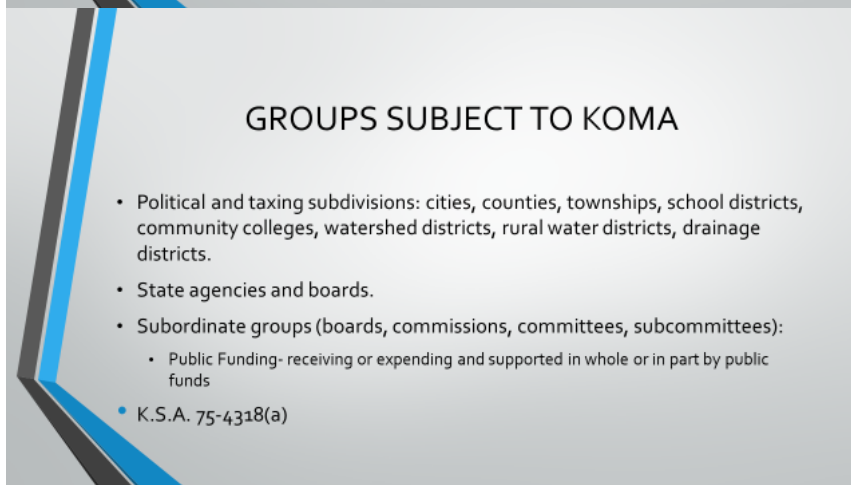 GROUPS SUBJECT TO KOMA
• Political and taxing subdivisions: cities, counties, townships, school districts,
community colleges, watershed districts, rural water districts, drainage
districts.
• State agencies and boards.
• Subordinate groups (boards, commissions, committees, subcommittees):
• Public Funding- receiving or expending and supported in whole or in part by public
funds
• K.S.A. 75-4318(a)